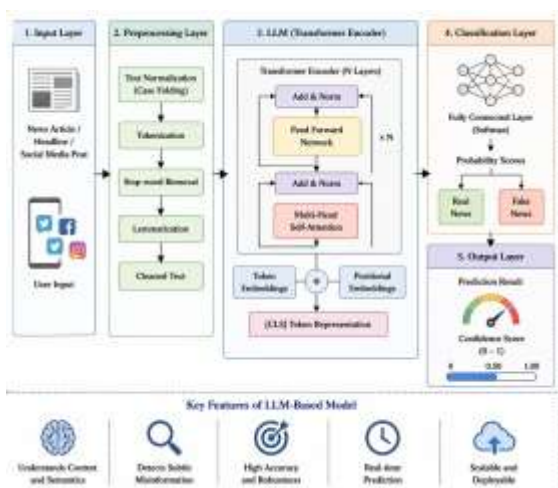 1. Input Layer
News Article /
Headline /
Social Media Post
User Input
2. Preprocessing Layer
Text Normalization
(Case Folding)
Tokenization
Stop-word Removal
Lemmatization
Cleaned Text
3. LLM (Transformer Encoder)
Transformer Encoder (N Layers)
Add & Norm
Feed Forward
Network
× N
Add & Norm
Multi-Head
Self-Attention
Token
Embeddings
+
Positional
Embeddings
[CLS] Token Representation
4. Classification Layer
Fully Connected Layer
(Softmax)
Probability Scores
Real
News
Fake
News
5. Output Layer
Prediction Result
Confidence Score
(0 – 1)
0 0.50 1.00
Key Features of LLM-Based Model
Understands Context
and Semantics
Detects Subtle
Misinformation
High Accuracy
and Robustness
Real-time
Prediction
Scalable and
Deployable